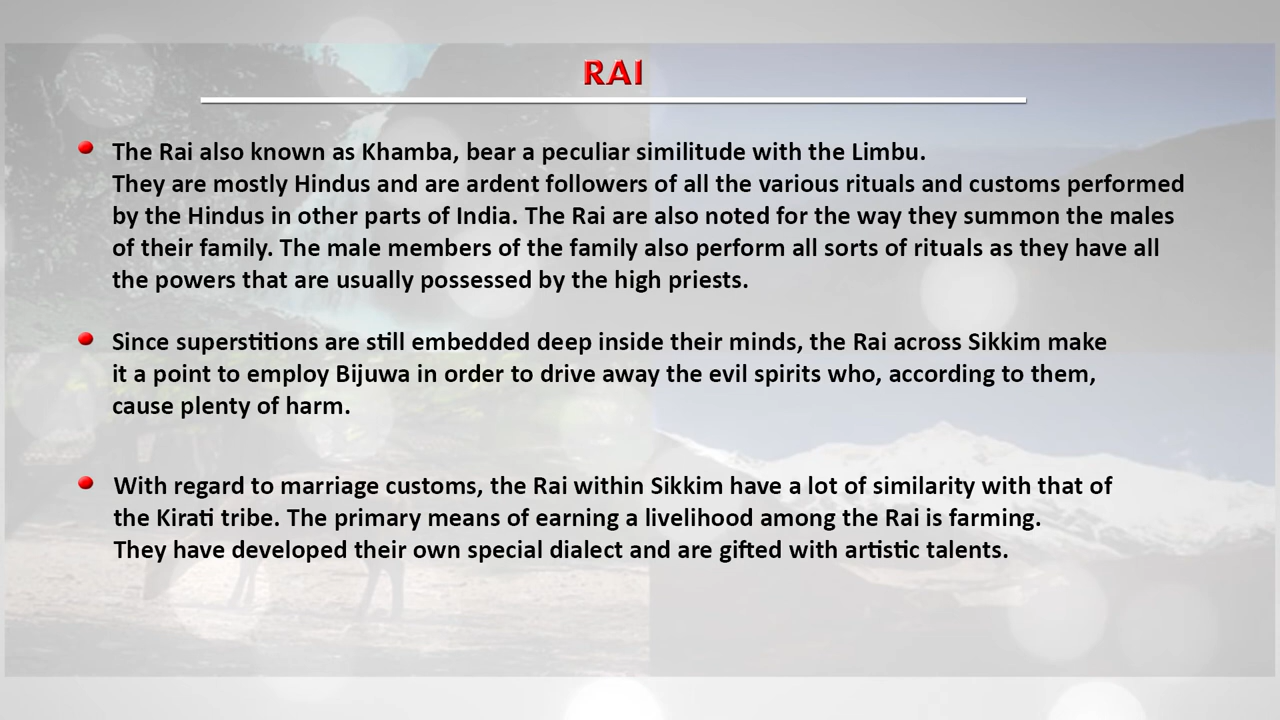 RAI
The Rai also known as Khamba, bear a peculiar similitude with the Limbu.
They are mostly Hindus and are ardent followers of all the various rituals and customs performed
by the Hindus in other parts of India. The Rai are also noted for the way they summon the males
of their family. The male members of the family also perform all sorts of rituals as they have all
the powers that are usually possessed by the high priests.
Since superstitions are still embedded deep inside their minds, the Rai across Sikkim make
it a point to employ Bijuwa in order to drive away the evil spirits who, according to them,
cause plenty of harm.
With regard to marriage customs, the Rai within Sikkim have a lot of similarity with that of
the Kirati tribe. The primary means of earning a livelihood among the Rai is farming.
They have developed their own special dialect and are gifted with artistic talents.